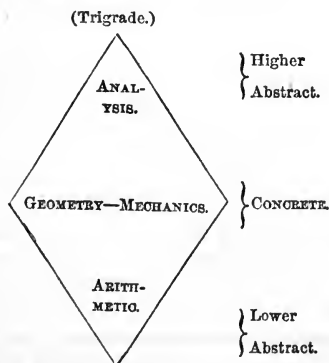 (Trigrade.)
ANAL-
YSIS.
Higher
Abstract.
GEOMETRY—MECHANICS.
CONCRETE.
ARITH-
METIC.
Lower
Abstract.